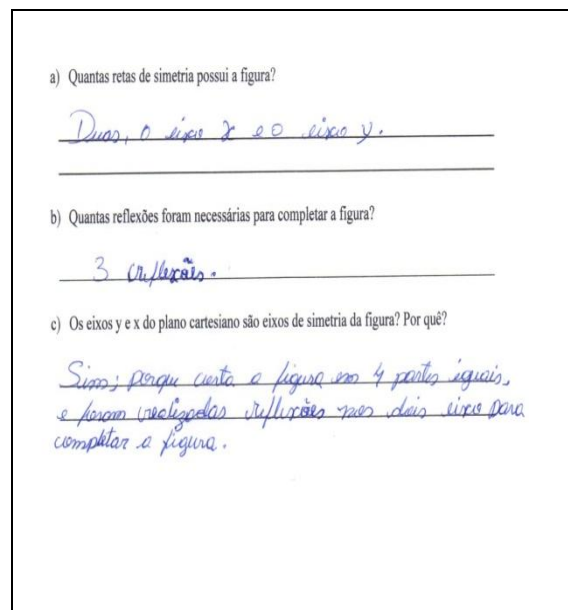 a) Quantas retas de simetria possui a figura?
Duas, o eixo x e o eixo y.
b) Quantas reflexões foram necessárias para completar a figura?
3 reflexões.
c) Os eixos y e x do plano cartesiano são eixos de simetria da figura? Por quê?
Sim; porque corta a figura em 4 partes iguais,
e foram realizadas reflexões nos dois eixo para
completar a figura.